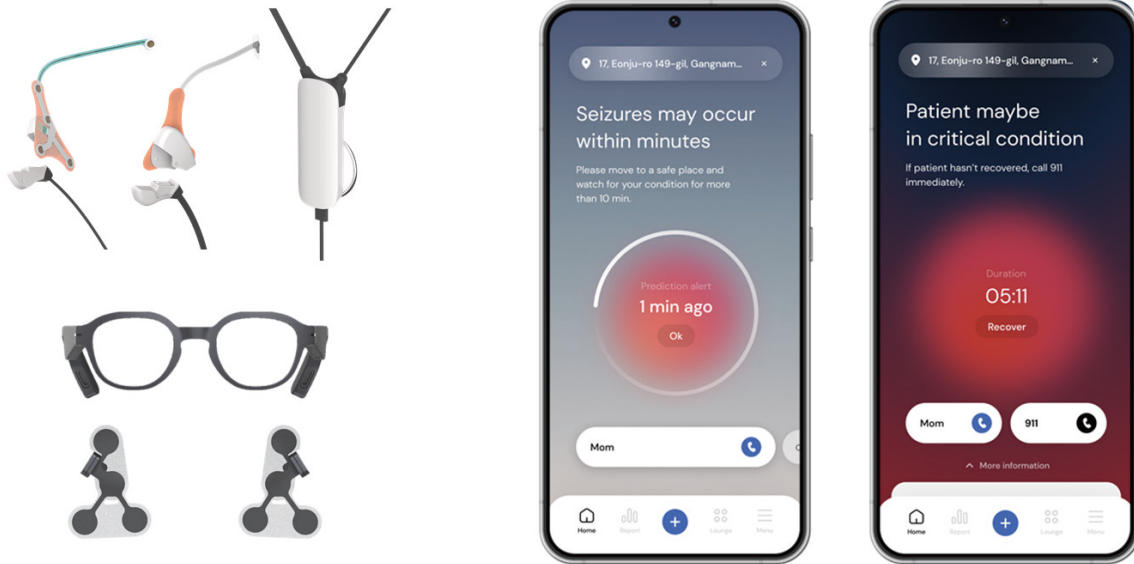 17, Eonju-ro 149-gil, Gangnam...
×
Seizures may occur
within minutes
Please move to a safe place and
watch for your condition for more
than 10 min.
Prediction alert
1 min ago
Ok
Mom
Home
Report
Lounge
Menu
17, Eonju-ro 149-gil, Gangnam...
×
Patient maybe
in critical condition
If patient hasn't recovered, call 911
immediately.
Duration
05:11
Recover
Mom
911
More information
Home
Report
Lounge
Menu